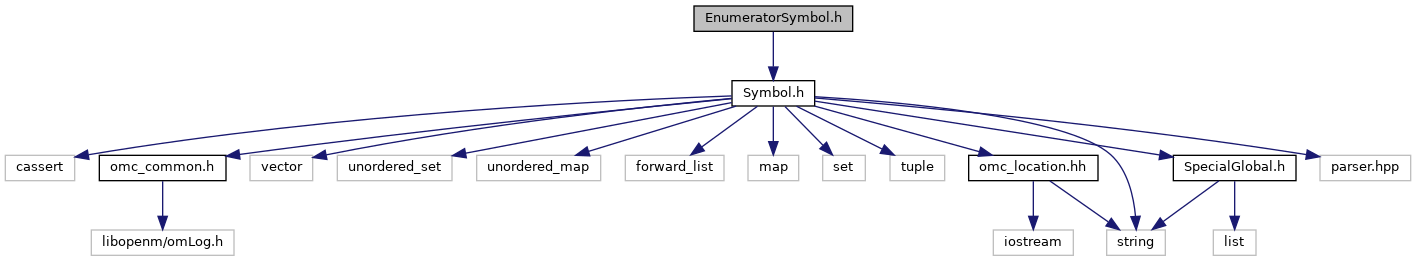 EnumeratorSymbol.h
Symbol.h
cassert
omc_common.h
vector
unordered_set
unordered_map
forward_list
map
set
tuple
omc_location.hh
SpecialGlobal.h
parser.hpp
libopenm/omLog.h
iostream
string
list